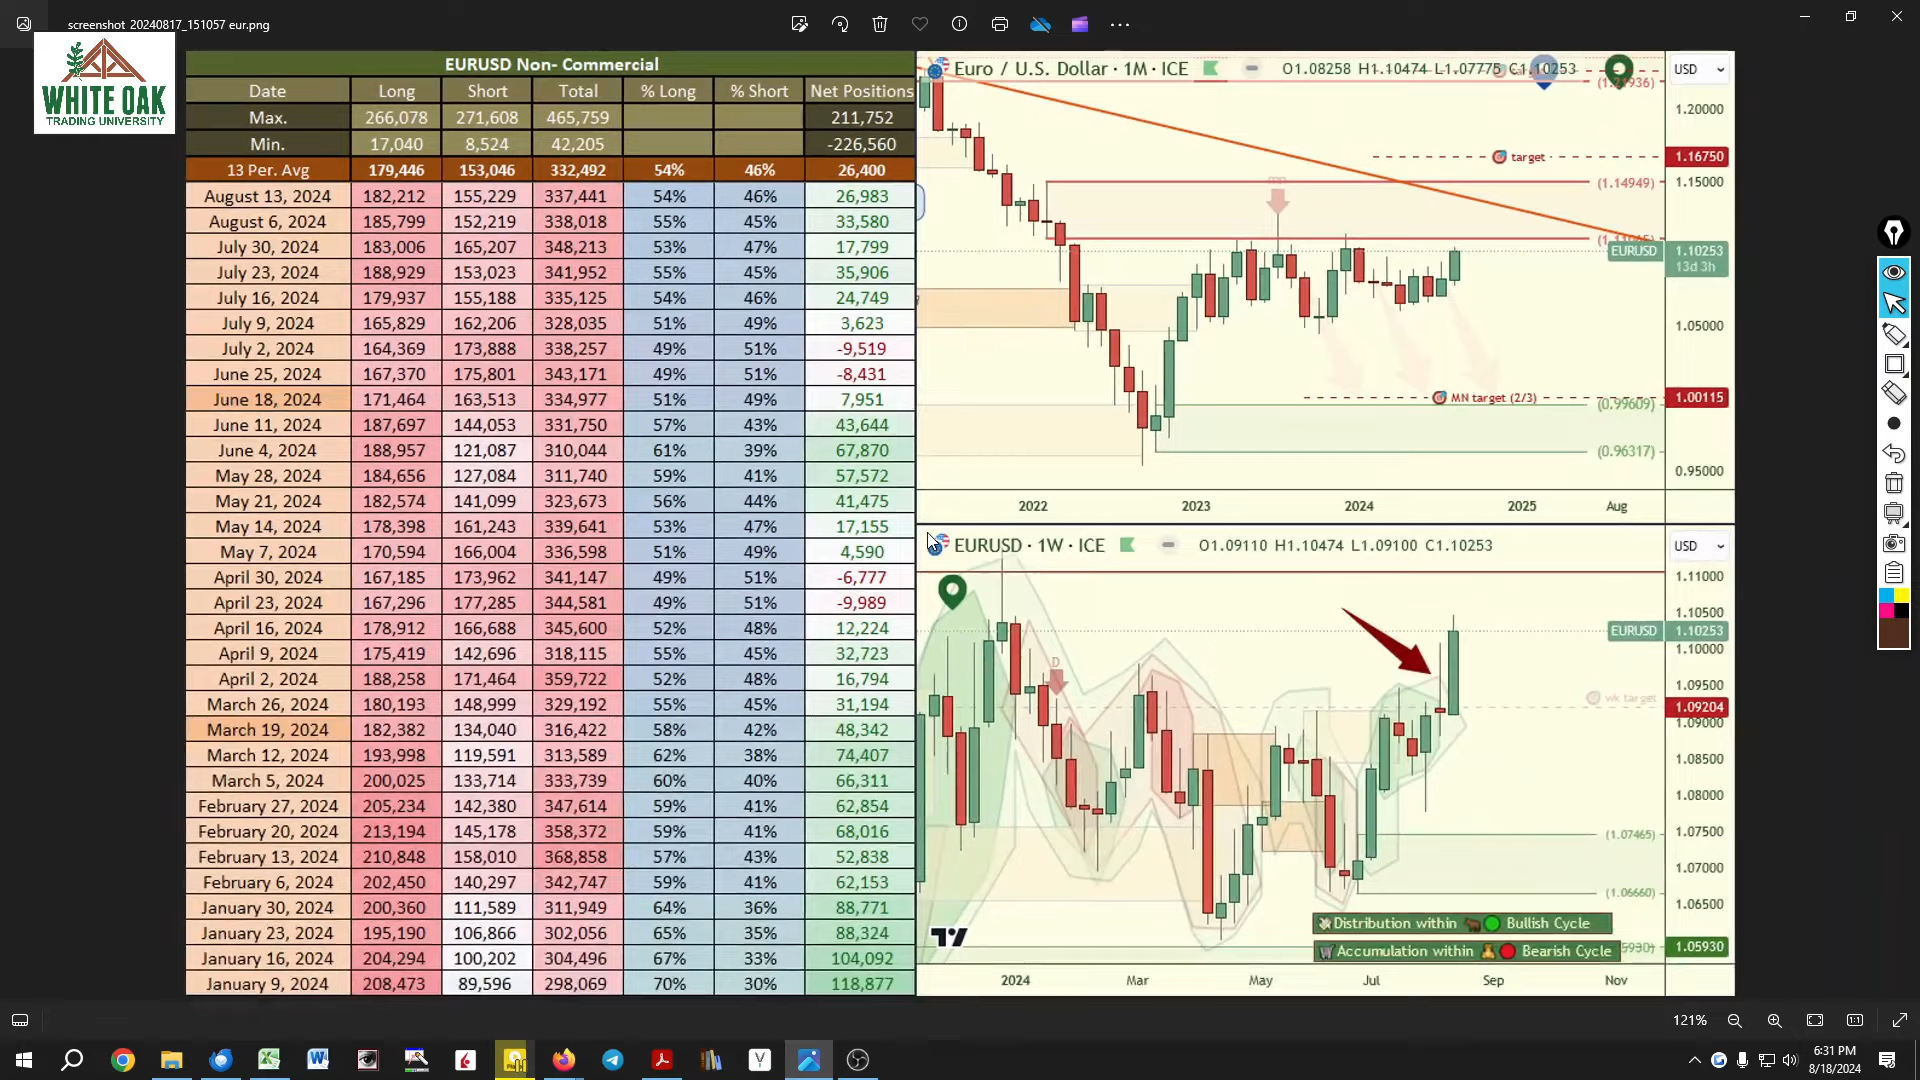 screenshot 20240817_151057 eur.png
WHITE OAK
TRADING UNIVERSITY
EURUSD Non- Commercial
Date Long Short Total % Long % Short Net Positions
Max. 266,078 271,608 465,759 211,752
Min. 17,040 8,524 42,205 -226,560
13 Per. Avg 179,446 153,046 332,492 54% 46% 26,400
August 13, 2024 182,212 155,229 337,441 54% 46% 26,983
August 6, 2024 185,799 152,219 338,018 55% 45% 33,580
July 30, 2024 183,006 165,207 348,213 53% 47% 17,799
July 23, 2024 188,929 153,023 341,952 55% 45% 35,906
July 16, 2024 179,937 155,188 335,125 54% 46% 24,749
July 9, 2024 165,829 162,206 328,035 51% 49% 3,623
July 2, 2024 164,369 173,888 338,257 49% 51% -9,519
June 25, 2024 167,370 175,801 343,171 49% 51% -8,431
June 18, 2024 171,464 163,513 334,977 51% 49% 7,951
June 11, 2024 187,697 144,053 331,750 57% 43% 43,644
June 4, 2024 188,957 121,087 310,044 61% 39% 67,870
May 28, 2024 184,656 127,084 311,740 59% 41% 57,572
May 21, 2024 182,574 141,099 323,673 56% 44% 41,475
May 14, 2024 178,398 161,243 339,641 53% 47% 17,155
May 7, 2024 170,594 166,004 336,598 51% 49% 4,590
April 30, 2024 167,185 173,962 341,147 49% 51% -6,777
April 23, 2024 167,296 177,285 344,581 49% 51% -9,989
April 16, 2024 178,912 166,688 345,600 52% 48% 12,224
April 9, 2024 175,419 142,696 318,115 55% 45% 32,723
April 2, 2024 188,258 171,464 359,722 52% 48% 16,794
March 26, 2024 180,193 148,999 329,192 55% 45% 31,194
March 19, 2024 182,382 134,040 316,422 58% 42% 48,342
March 12, 2024 193,998 119,591 313,589 62% 38% 74,407
March 5, 2024 200,025 133,714 333,739 60% 40% 66,311
February 27, 2024 205,234 142,380 347,614 59% 41% 62,854
February 20, 2024 213,194 145,178 358,372 59% 41% 68,016
February 13, 2024 210,848 158,010 368,858 57% 43% 52,838
February 6, 2024 202,450 140,297 342,747 59% 41% 62,153
January 30, 2024 200,360 111,589 311,949 64% 36% 88,771
January 23, 2024 195,190 106,866 302,056 65% 35% 88,324
January 16, 2024 204,294 100,202 304,496 67% 33% 104,092
January 9, 2024 208,473 89,596 298,069 70% 30% 118,877
Euro / U.S. Dollar · 1M · ICE O1.08258 H1.10474 L1.07775 C1.10253
USD
(1.21936)
1.20000
target
1.16750
1.15000
(1.14949)
EURUSD 1.10253
13d 3h
1.05000
MN target (2/3)
1.00115
(0.99609)
(0.96317)
0.95000
2022 2023 2024 2025 Aug
EURUSD · 1W · ICE O1.09110 H1.10474 L1.09100 C1.10253
USD
1.11000
1.10500
EURUSD 1.10253
1.10000
D
1.09500
wk target
1.09204
1.09000
1.08500
1.08000
1.07500
(1.07465)
1.07000
(1.06660)
1.06500
Distribution within Bullish Cycle
Accumulation within Bearish Cycle
5930)
1.05930
2024 Mar May Jul Sep Nov
121%
6:31 PM
8/18/2024